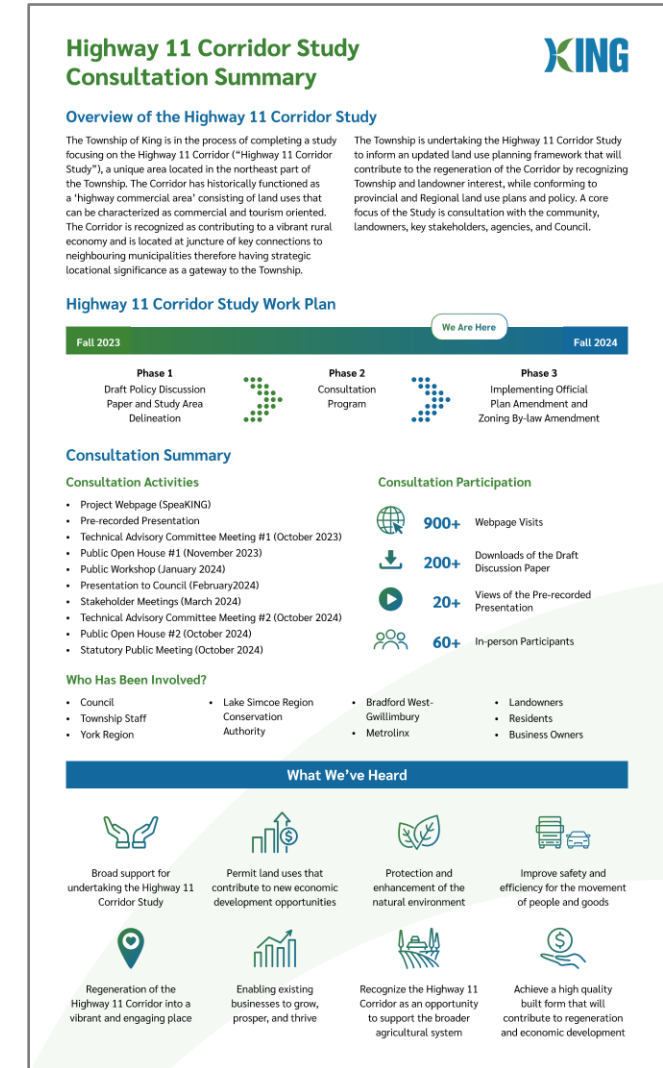 Highway 11 Corridor Study
Consultation Summary
KING
Overview of the Highway 11 Corridor Study
The Township of King is in the process of completing a study
focusing on the Highway 11 Corridor (“Highway 11 Corridor
Study”), a unique area located in the northeast part of
the Township. The Corridor has historically functioned as
a ‘highway commercial area’ consisting of land uses that
can be characterized as commercial and tourism oriented.
The Corridor is recognized as contributing to a vibrant rural
economy and is located at juncture of key connections to
neighbouring municipalities therefore having strategic
locational significance as a gateway to the Township.
The Township is undertaking the Highway 11 Corridor Study
to inform an updated land use planning framework that will
contribute to the regeneration of the Corridor by recognizing
Township and landowner interest, while conforming to
provincial and Regional land use plans and policy. A core
focus of the Study is consultation with the community,
landowners, key stakeholders, agencies, and Council.
Highway 11 Corridor Study Work Plan
We Are Here
Fall 2023
Fall 2024
Phase 1
Draft Policy Discussion
Paper and Study Area
Delineation
Phase 2
Consultation
Program
Phase 3
Implementing Official
Plan Amendment and
Zoning By-law Amendment
Consultation Summary
Consultation Activities
• Project Webpage (SpeaKING)
• Pre-recorded Presentation
• Technical Advisory Committee Meeting #1 (October 2023)
• Public Open House #1 (November 2023)
• Public Workshop (January 2024)
• Presentation to Council (February2024)
• Stakeholder Meetings (March 2024)
• Technical Advisory Committee Meeting #2 (October 2024)
• Public Open House #2 (October 2024)
• Statutory Public Meeting (October 2024)
Consultation Participation
900+ Webpage Visits
200+ Downloads of the Draft
Discussion Paper
20+ Views of the Pre-recorded
Presentation
60+ In-person Participants
Who Has Been Involved?
• Council
• Township Staff
• York Region
• Lake Simcoe Region
Conservation
Authority
• Bradford West-
Gwillimbury
• Metrolinx
• Landowners
• Residents
• Business Owners
What We’ve Heard
Broad support for
undertaking the Highway 11
Corridor Study
Permit land uses that
contribute to new economic
development opportunities
Protection and
enhancement of the
natural environment
Improve safety and
efficiency for the movement
of people and goods
Regeneration of the
Highway 11 Corridor into a
vibrant and engaging place
Enabling existing
businesses to grow,
prosper, and thrive
Recognize the Highway 11
Corridor as an opportunity
to support the broader
agricultural system
Achieve a high quality
built form that will
contribute to regeneration
and economic development